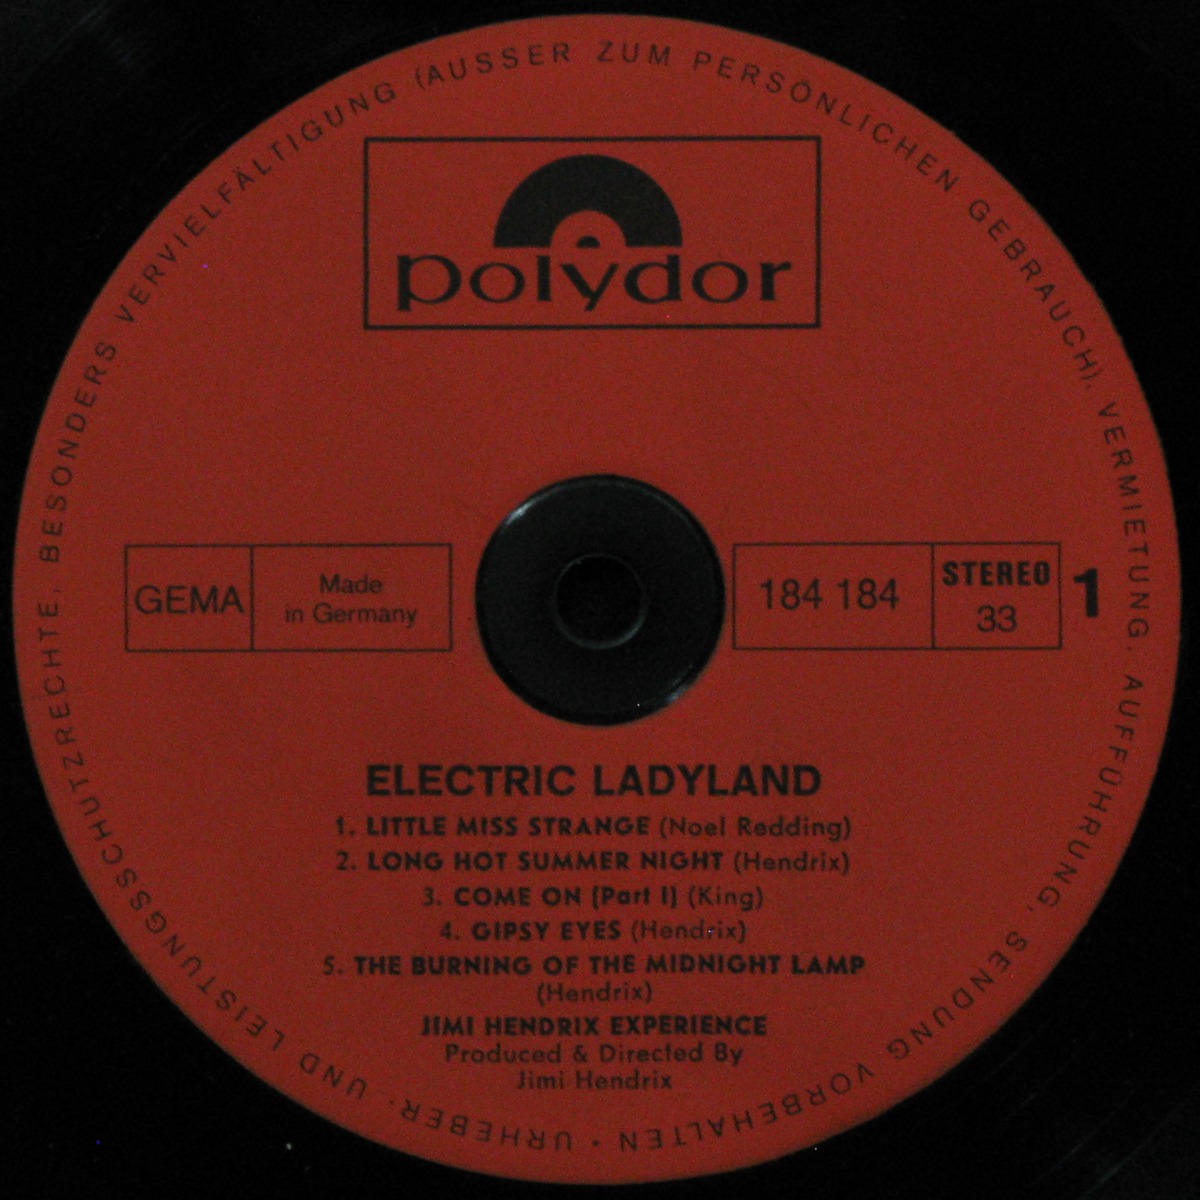 URHEBER- UND LEISTUNGSSCHUTZRECHTE, BESONDERS VERVIELFÄLTIGUNG (AUSSER ZUM PERSÖNLICHEN GEBRAUCH), VERMIETUNG, AUFFÜHRUNG, SENDUNG VORBEHALTEN •
polydor
GEMA
Made
in Germany
184 184
STEREO
33
1
ELECTRIC LADYLAND
1. LITTLE MISS STRANGE (Noel Redding)
2. LONG HOT SUMMER NIGHT (Hendrix)
3. COME ON (Part I) (King)
4. GIPSY EYES (Hendrix)
5. THE BURNING OF THE MIDNIGHT LAMP
(Hendrix)
JIMI HENDRIX EXPERIENCE
Produced & Directed By
Jimi Hendrix